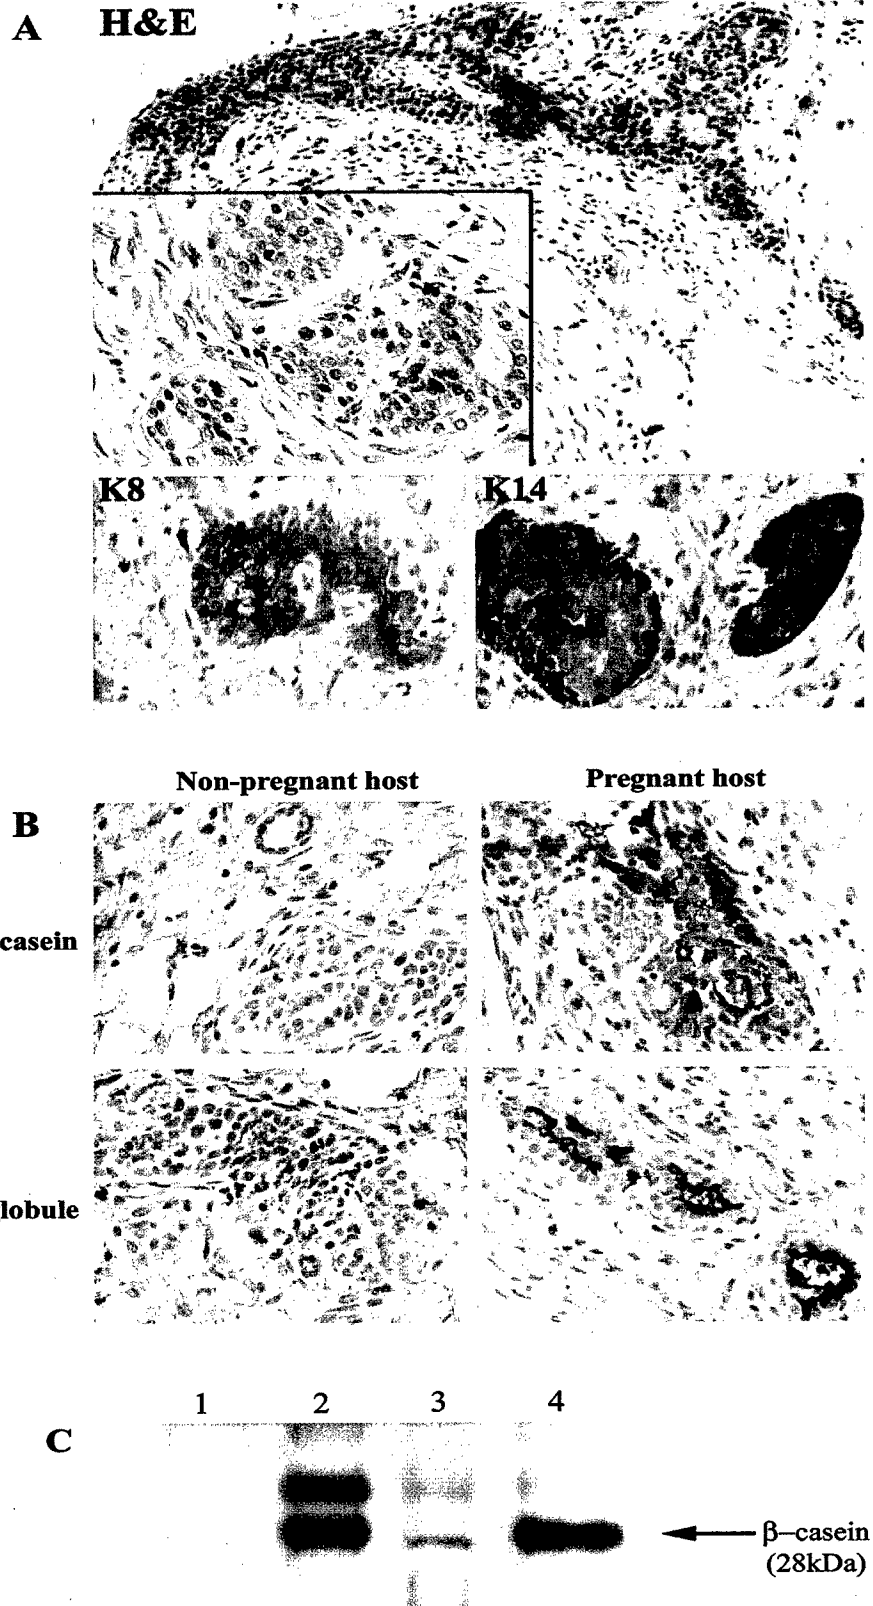 A H&E
K8 K14
Non-pregnant host Pregnant host
B
casein
lobule
1 2 3 4
C
β–casein
(28kDa)